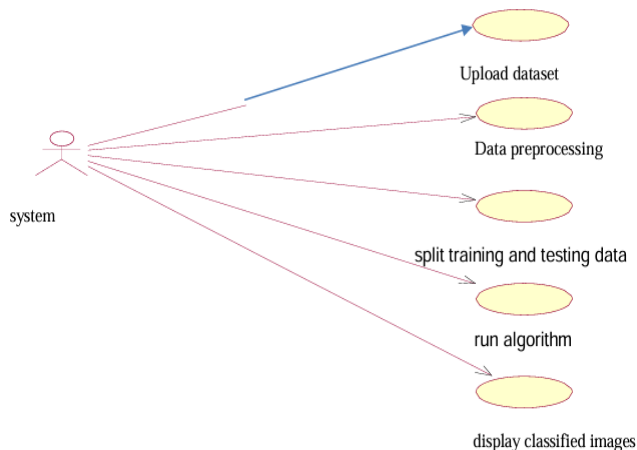 Upload dataset
Data preprocessing
system
split training and testing data
run algorithm
display classified images